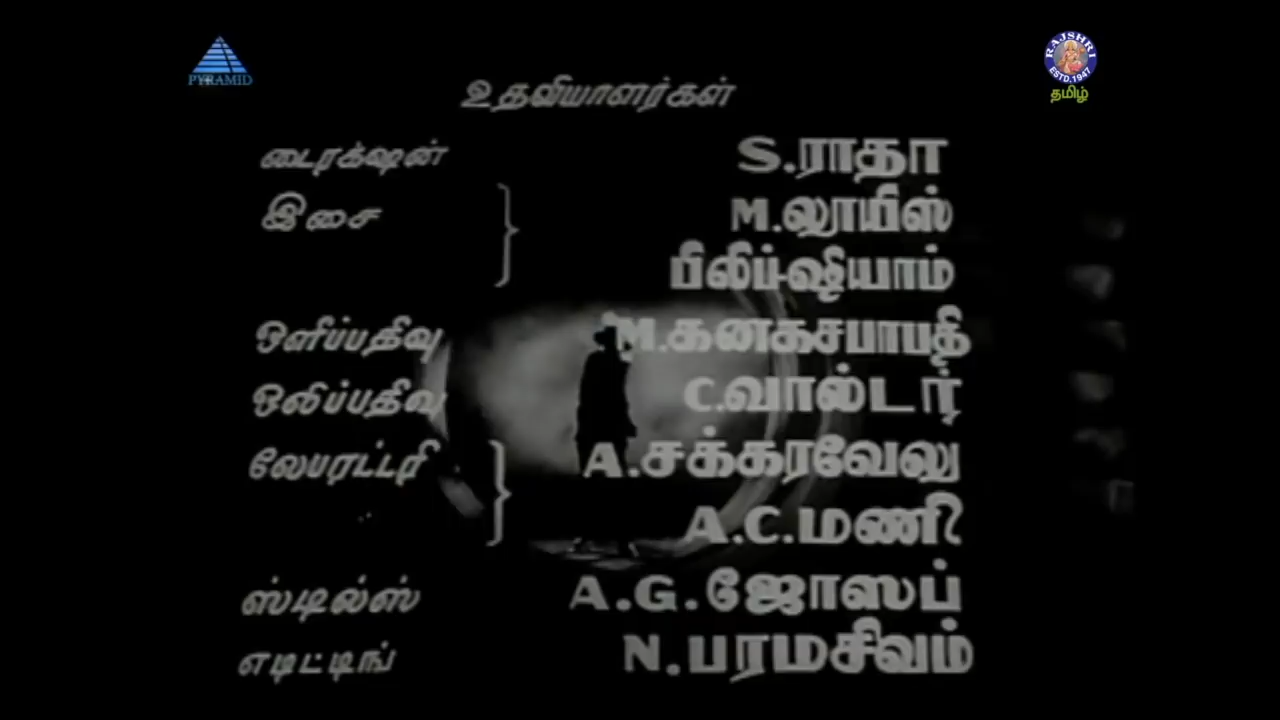 PYRAMID
RAJSHRI
ESTD.1947
தமிழ்
உதவியாளர்கள்
டைரக்‌ஷன் S.ராதா
இசை M.லூயிஸ்
பிலிப்-ஷியாம்
ஒளிப்பதிவு M.கனகசபாபதி
ஒலிப்பதிவு C.வால்டர்
லேபரட்டரி A.சக்கரவேலு
A.C.மணி
ஸ்டில்ஸ் A.G.ஜோஸப்
எடிட்டிங் N.பரமசிவம்